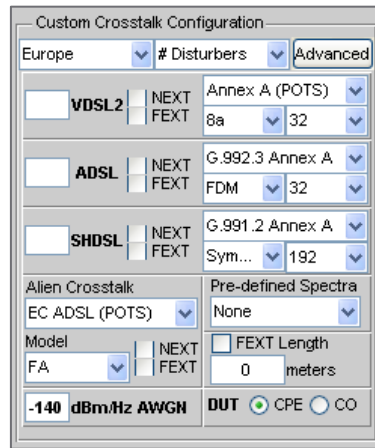 Custom Crosstalk Configuration
Europe # Disturbers Advanced
VDSL2 NEXT FEXT Annex A (POTS)
8a 32
ADSL NEXT FEXT G.992.3 Annex A
FDM 32
SHDSL NEXT FEXT G.991.2 Annex A
Sym... 192
Alien Crosstalk Pre-defined Spectra
EC ADSL (POTS) None
Model NEXT FEXT Length
FA FEXT 0 meters
-140 dBm/Hz AWGN DUT CPE CO